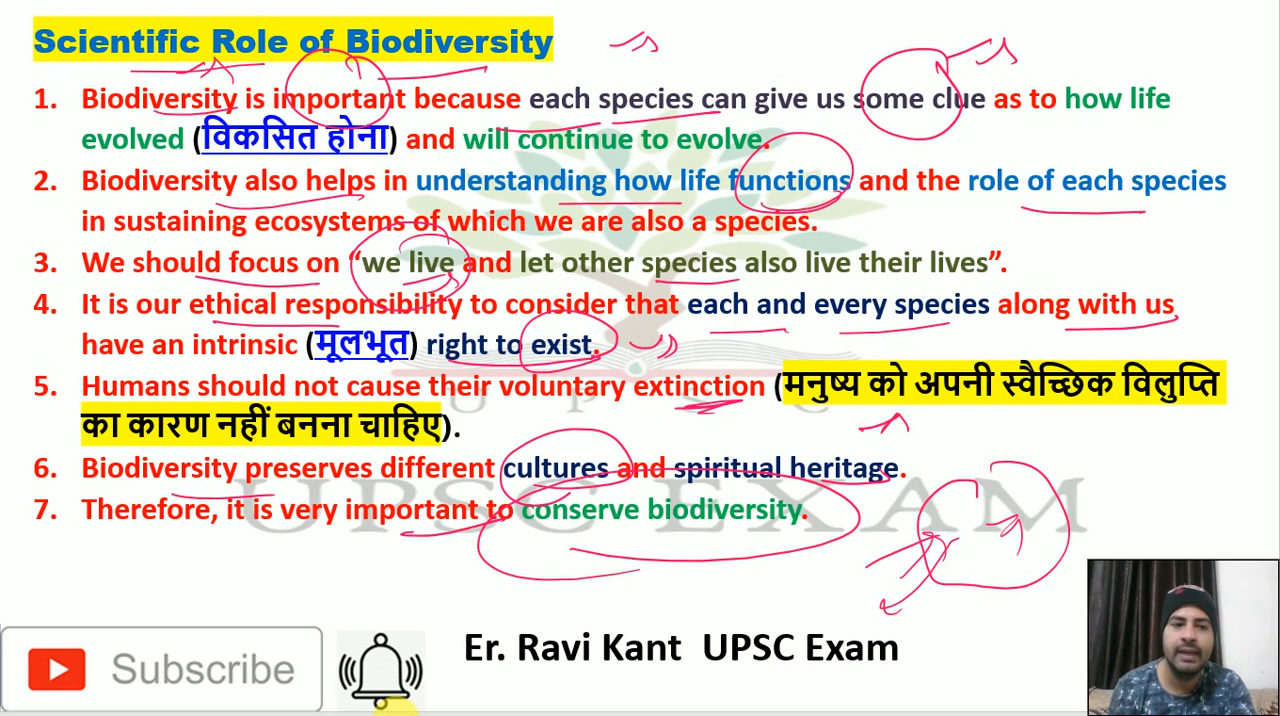 Scientific Role of Biodiversity
1. Biodiversity is important because each species can give us some clue as to how life
evolved (विकसित होना) and will continue to evolve.
2. Biodiversity also helps in understanding how life functions and the role of each species
in sustaining ecosystems of which we are also a species.
3. We should focus on “we live and let other species also live their lives”.
4. It is our ethical responsibility to consider that each and every species along with us
have an intrinsic (मूलभूत) right to exist.
5. Humans should not cause their voluntary extinction (मनुष्य को अपनी स्वैच्छिक विलुप्ति
का कारण नहीं बनना चाहिए).
6. Biodiversity preserves different cultures and spiritual heritage.
7. Therefore, it is very important to conserve biodiversity.
UPSC
UPSC EXAM
Subscribe
Er. Ravi Kant UPSC Exam